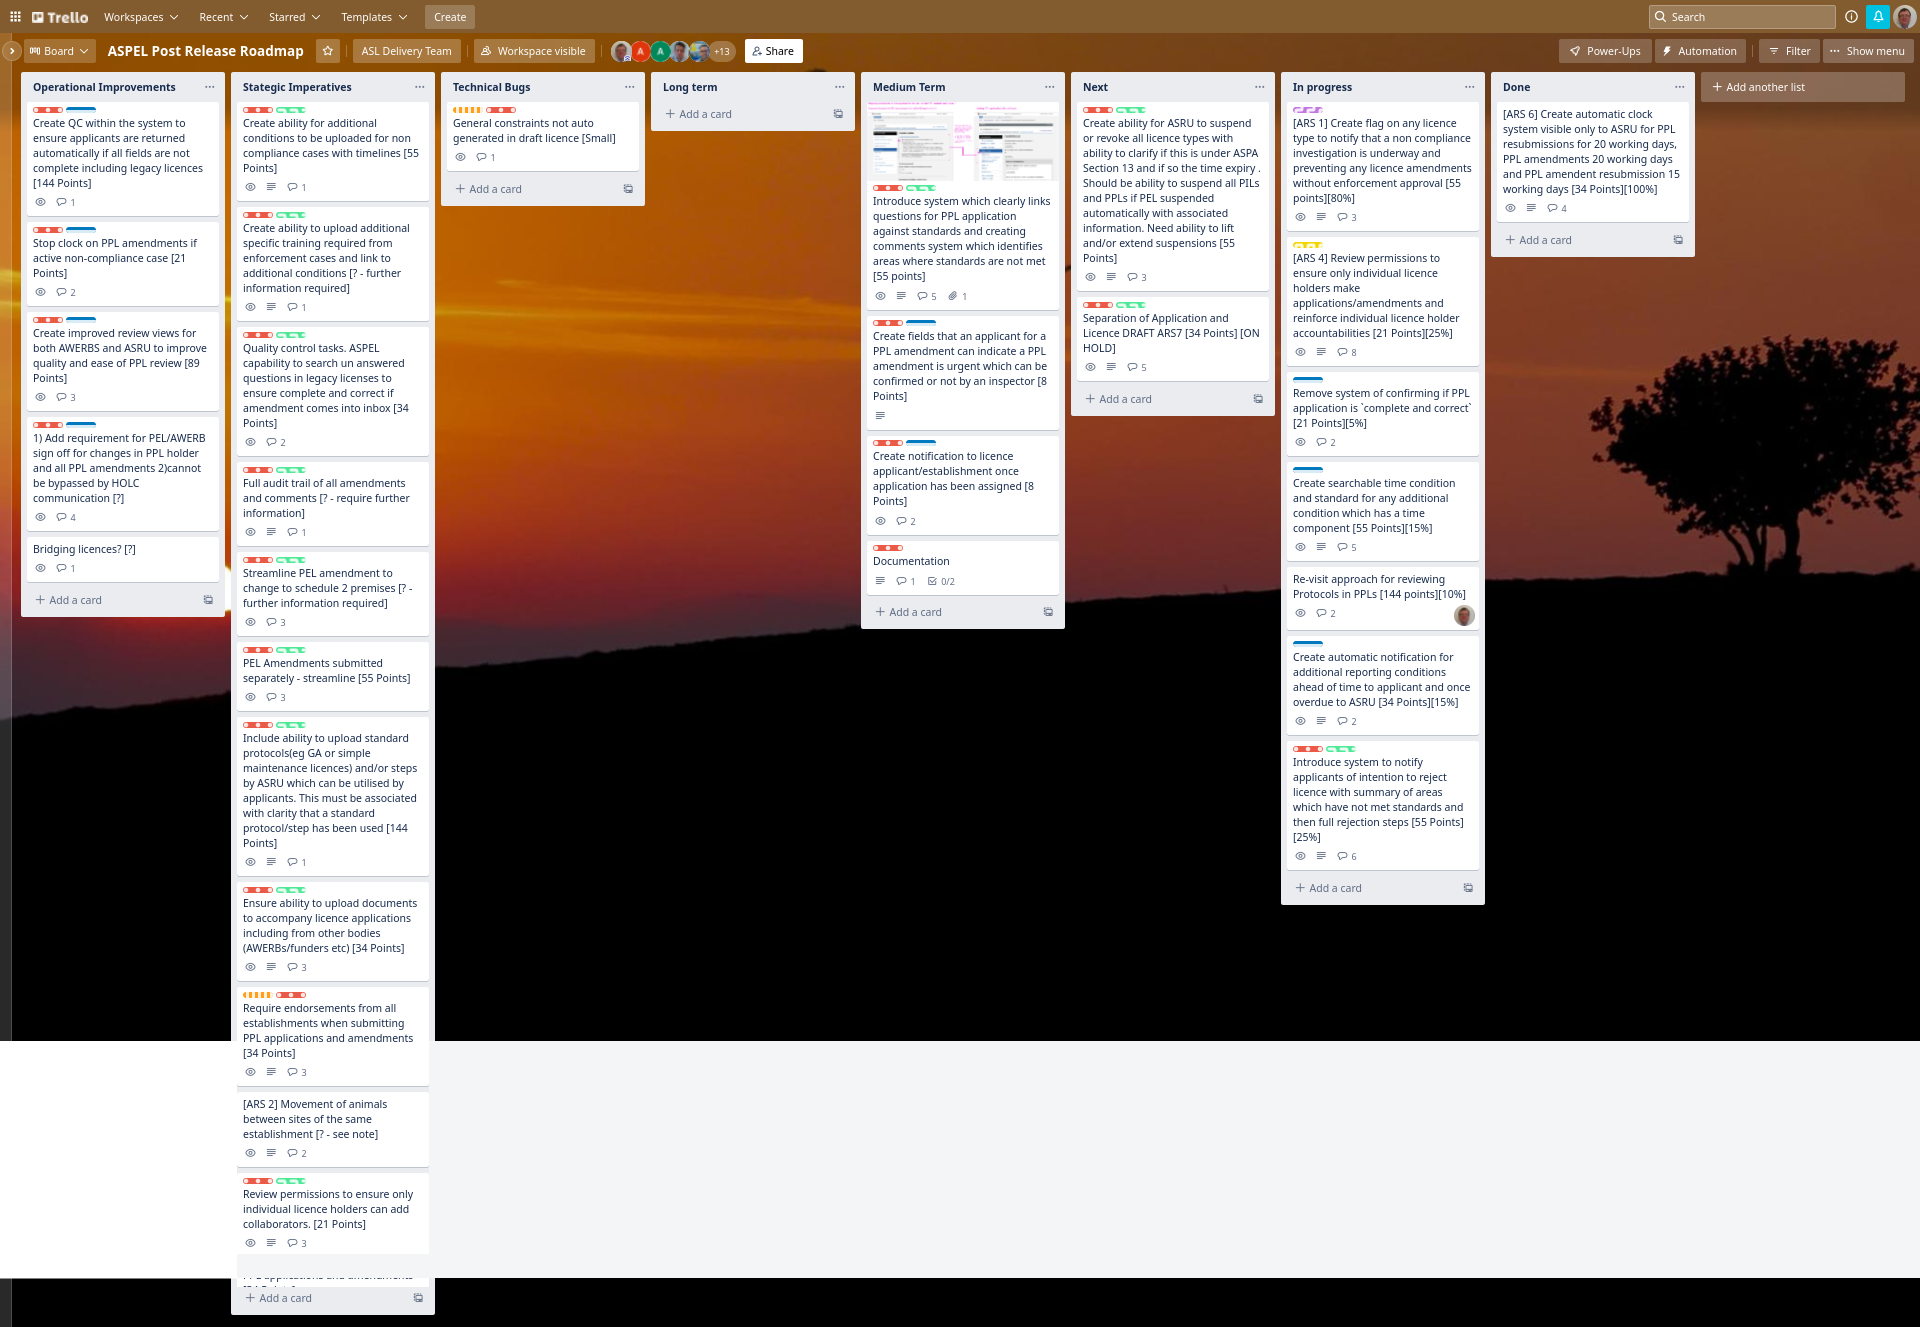 Trello
Workspaces
Recent
Starred
Templates
Create
Search
Board
ASPEL Post Release Roadmap
ASL Delivery Team
Workspace visible
A
A
+13
Share
Power-Ups
Automation
Filter
Show menu
Operational Improvements
Create QC within the system to
ensure applicants are returned
automatically if all fields are not
complete including legacy licences
[144 Points]
1
Stop clock on PPL amendments if
active non-compliance case [21
Points]
2
Create improved review views for
both AWERBS and ASRU to improve
quality and ease of PPL review [89
Points]
3
1) Add requirement for PEL/AWERB
sign off for changes in PPL holder
and all PPL amendments 2)cannot
be bypassed by HOLC
communication [?]
4
Bridging licences? [?]
1
+ Add a card
Stategic Imperatives
Create ability for additional
conditions to be uploaded for non
compliance cases with timelines [55
Points]
1
Create ability to upload additional
specific training required from
enforcement cases and link to
additional conditions [? - further
information required]
1
Quality control tasks. ASPEL
capability to search un answered
questions in legacy licenses to
ensure complete and correct if
amendment comes into inbox [34
Points]
2
Full audit trail of all amendments
and comments [? - require further
information]
1
Streamline PEL amendment to
change to schedule 2 premises [? -
further information required]
3
PEL Amendments submitted
separately - streamline [55 Points]
3
Include ability to upload standard
protocols(eg GA or simple
maintenance licences) and/or steps
by ASRU which can be utilised by
applicants. This must be associated
with clarity that a standard
protocol/step has been used [144
Points]
1
Ensure ability to upload documents
to accompany licence applications
including from other bodies
(AWERBs/funders etc) [34 Points]
3
Require endorsements from all
establishments when submitting
PPL applications and amendments
[34 Points]
3
[ARS 2] Movement of animals
between sites of the same
establishment [? - see note]
2
Review permissions to ensure only
individual licence holders can add
collaborators. [21 Points]
3
+ Add a card
Technical Bugs
General constraints not auto
generated in draft licence [Small]
1
+ Add a card
Long term
+ Add a card
Medium Term
Introduce system which clearly links
questions for PPL application
against standards and creating
comments system which identifies
areas where standards are not met
[55 points]
5
1
Create fields that an applicant for a
PPL amendment can indicate a PPL
amendment is urgent which can be
confirmed or not by an inspector [8
Points]
Create notification to licence
applicant/establishment once
application has been assigned [8
Points]
2
Documentation
1
0/2
+ Add a card
Next
Create ability for ASRU to suspend
or revoke all licence types with
ability to clarify if this is under ASPA
Section 13 and if so the time expiry .
Should be ability to suspend all PILs
and PPLs if PEL suspended
automatically with associated
information. Need ability to lift
and/or extend suspensions [55
Points]
3
Separation of Application and
Licence DRAFT ARS7 [34 Points] [ON
HOLD]
5
+ Add a card
In progress
[ARS 1] Create flag on any licence
type to notify that a non compliance
investigation is underway and
preventing any licence amendments
without enforcement approval [55
points][80%]
3
[ARS 4] Review permissions to
ensure only individual licence
holders make
applications/amendments and
reinforce individual licence holder
accountabilities [21 Points][25%]
8
Remove system of confirming if PPL
application is `complete and correct`
[21 Points][5%]
2
Create searchable time condition
and standard for any additional
condition which has a time
component [55 Points][15%]
5
Re-visit approach for reviewing
Protocols in PPLs [144 points][10%]
2
Create automatic notification for
additional reporting conditions
ahead of time to applicant and once
overdue to ASRU [34 Points][15%]
2
Introduce system to notify
applicants of intention to reject
licence with summary of areas
which have not met standards and
then full rejection steps [55 Points]
[25%]
6
+ Add a card
Done
[ARS 6] Create automatic clock
system visible only to ASRU for PPL
resubmissions for 20 working days,
PPL amendments 20 working days
and PPL amendent resubmission 15
working days [34 Points][100%]
4
+ Add a card
+ Add another list